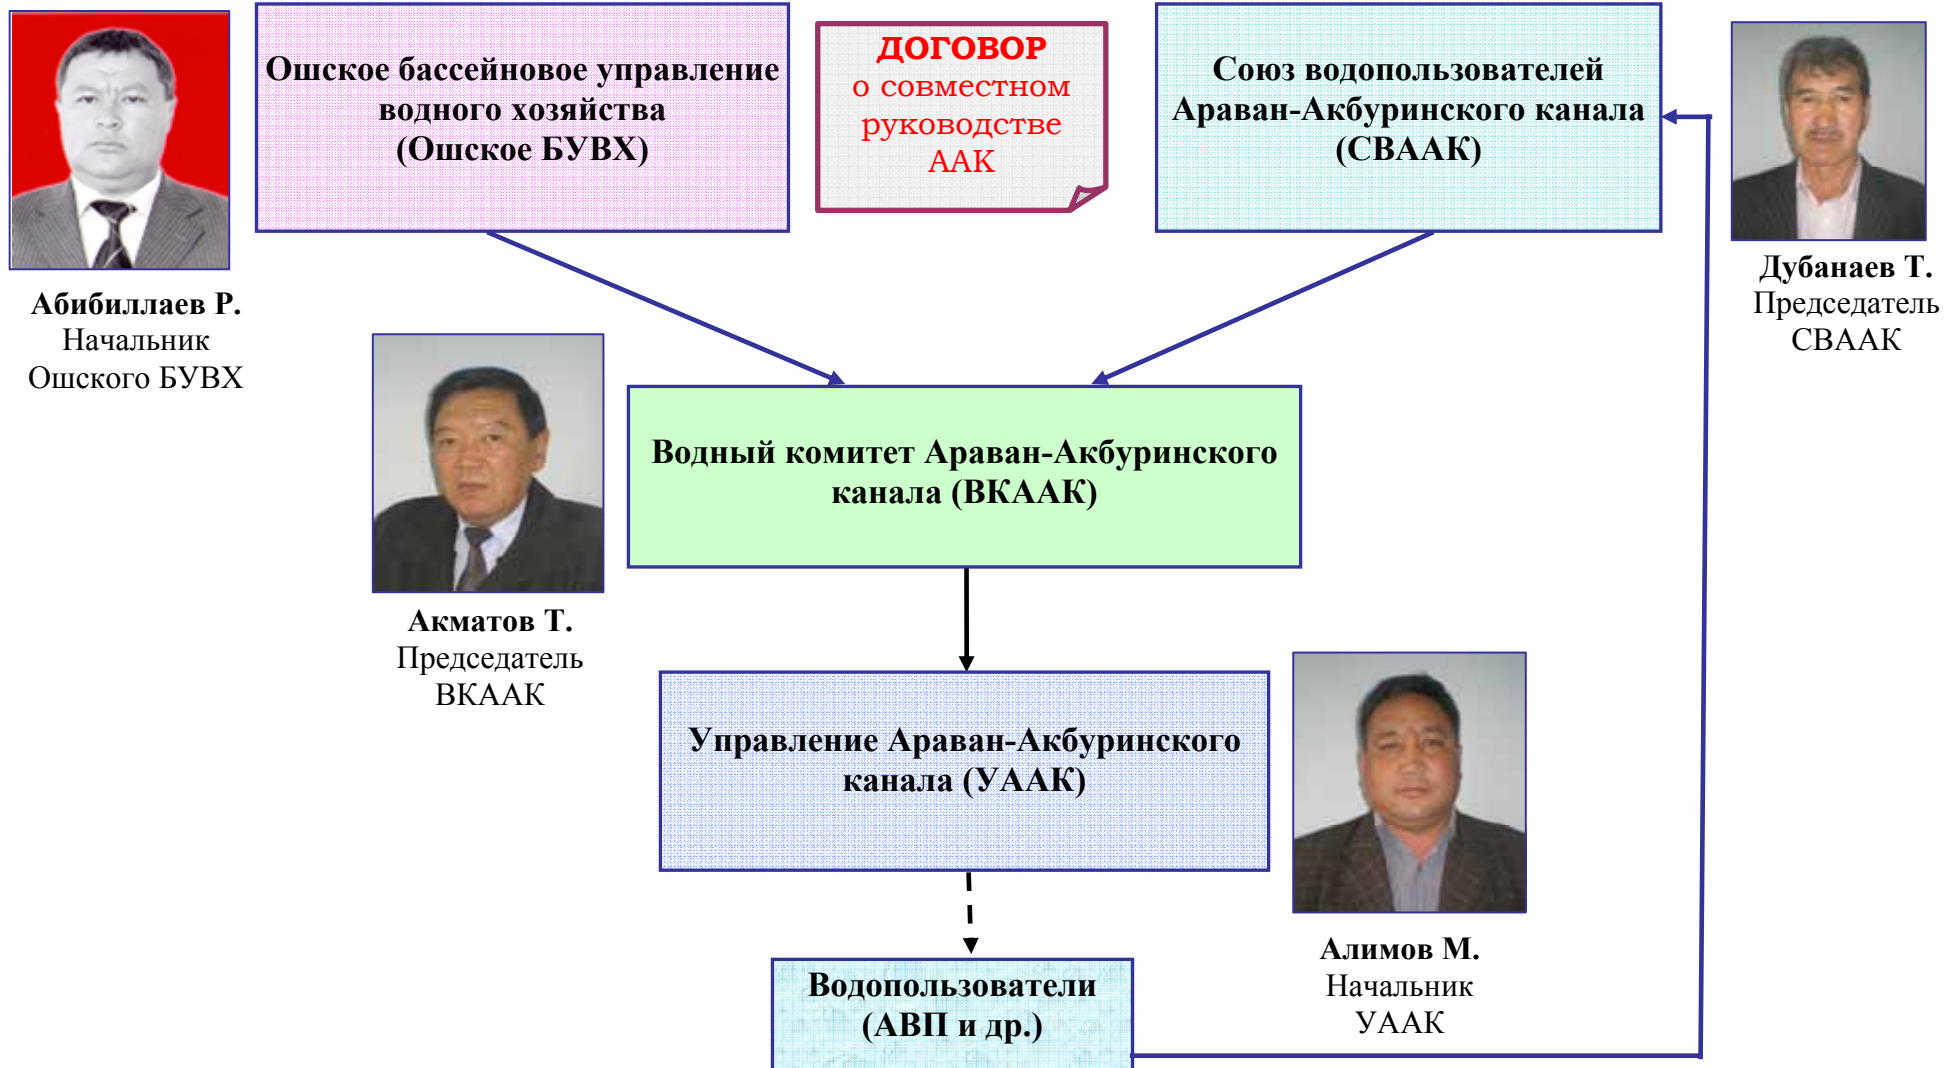 Ошское бассейновое управление
водного хозяйства
(Ошское БУВХ)
ДОГОВОР
о совместном
руководстве
ААК
Союз водопользователей
Араван-Акбуринского канала
(СВААК)
Абибиллаев Р.
Начальник
Ошского БУВХ
Дубанаев Т.
Председатель
СВААК
Водный комитет Араван-Акбуринского
канала (ВКААК)
Акматов Т.
Председатель
ВКААК
Управление Араван-Акбуринского
канала (УААК)
Алимов М.
Начальник
УААК
Водопользователи
(АВП и др.)